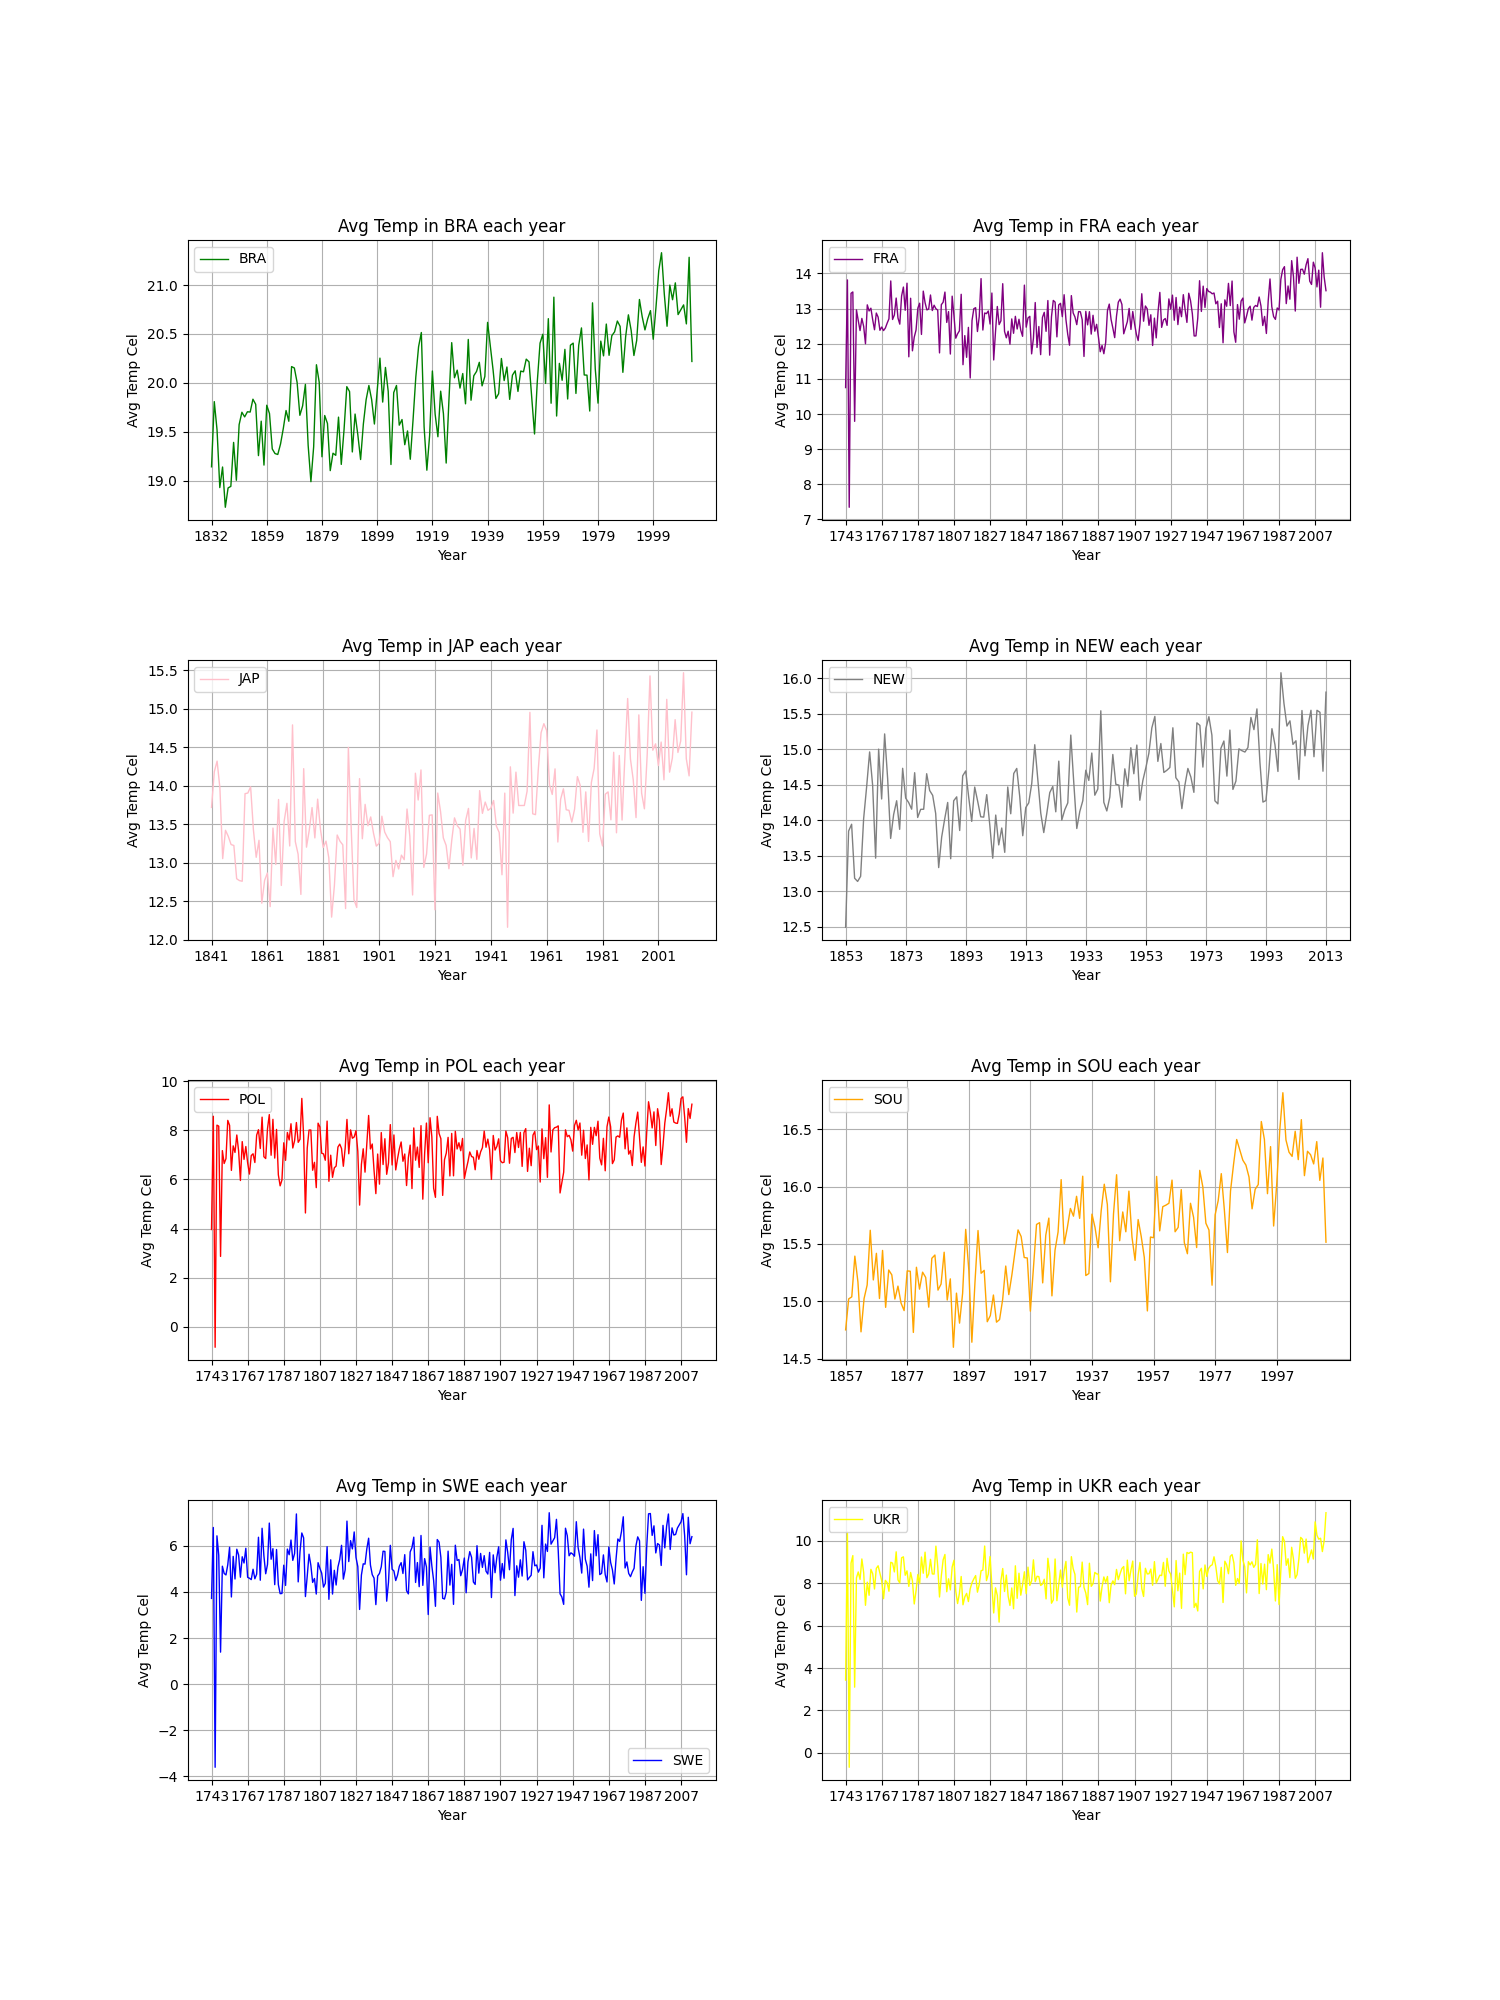 Avg Temp in BRA each year
BRA
Avg Temp Cel
21.0
20.5
20.0
19.5
19.0
1832 1859 1879 1899 1919 1939 1959 1979 1999
Year
Avg Temp in FRA each year
FRA
Avg Temp Cel
14
13
12
11
10
9
8
7
1743 1767 1787 1807 1827 1847 1867 1887 1907 1927 1947 1967 1987 2007
Year
Avg Temp in JAP each year
JAP
Avg Temp Cel
15.5
15.0
14.5
14.0
13.5
13.0
12.5
12.0
1841 1861 1881 1901 1921 1941 1961 1981 2001
Year
Avg Temp in NEW each year
NEW
Avg Temp Cel
16.0
15.5
15.0
14.5
14.0
13.5
13.0
12.5
1853 1873 1893 1913 1933 1953 1973 1993 2013
Year
Avg Temp in POL each year
POL
Avg Temp Cel
10
8
6
4
2
0
1743 1767 1787 1807 1827 1847 1867 1887 1907 1927 1947 1967 1987 2007
Year
Avg Temp in SOU each year
SOU
Avg Temp Cel
16.5
16.0
15.5
15.0
14.5
1857 1877 1897 1917 1937 1957 1977 1997
Year
Avg Temp in SWE each year
Avg Temp Cel
6
4
2
0
−2
−4
SWE
1743 1767 1787 1807 1827 1847 1867 1887 1907 1927 1947 1967 1987 2007
Year
Avg Temp in UKR each year
UKR
Avg Temp Cel
10
8
6
4
2
0
1743 1767 1787 1807 1827 1847 1867 1887 1907 1927 1947 1967 1987 2007
Year